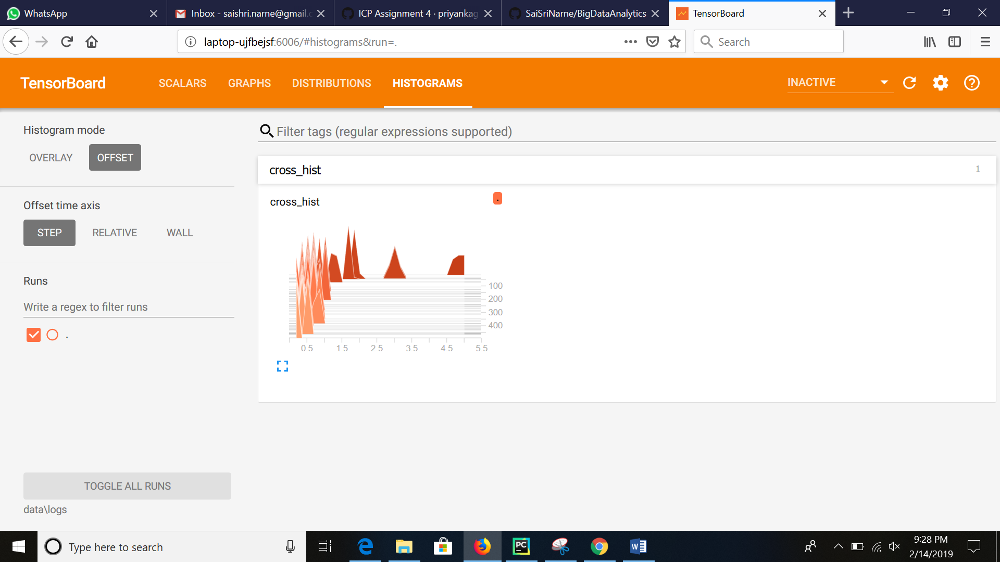 WhatsApp
Inbox - saishri.narne@gmail.c
ICP Assignment 4 · priyankag
SaiSriNarne/BigDataAnalytics
TensorBoard
laptop-ujfbejsf:6006/#histograms&run=.
Search
TensorBoard
SCALARS
GRAPHS
DISTRIBUTIONS
HISTOGRAMS
INACTIVE
Histogram mode
OVERLAY
OFFSET
Offset time axis
STEP
RELATIVE
WALL
Runs
Write a regex to filter runs
.
TOGGLE ALL RUNS
data\logs
Filter tags (regular expressions supported)
cross_hist
1
cross_hist
.
100
200
300
400
0.5
1.5
2.5
3.5
4.5
5.5
Type here to search
9:28 PM
2/14/2019